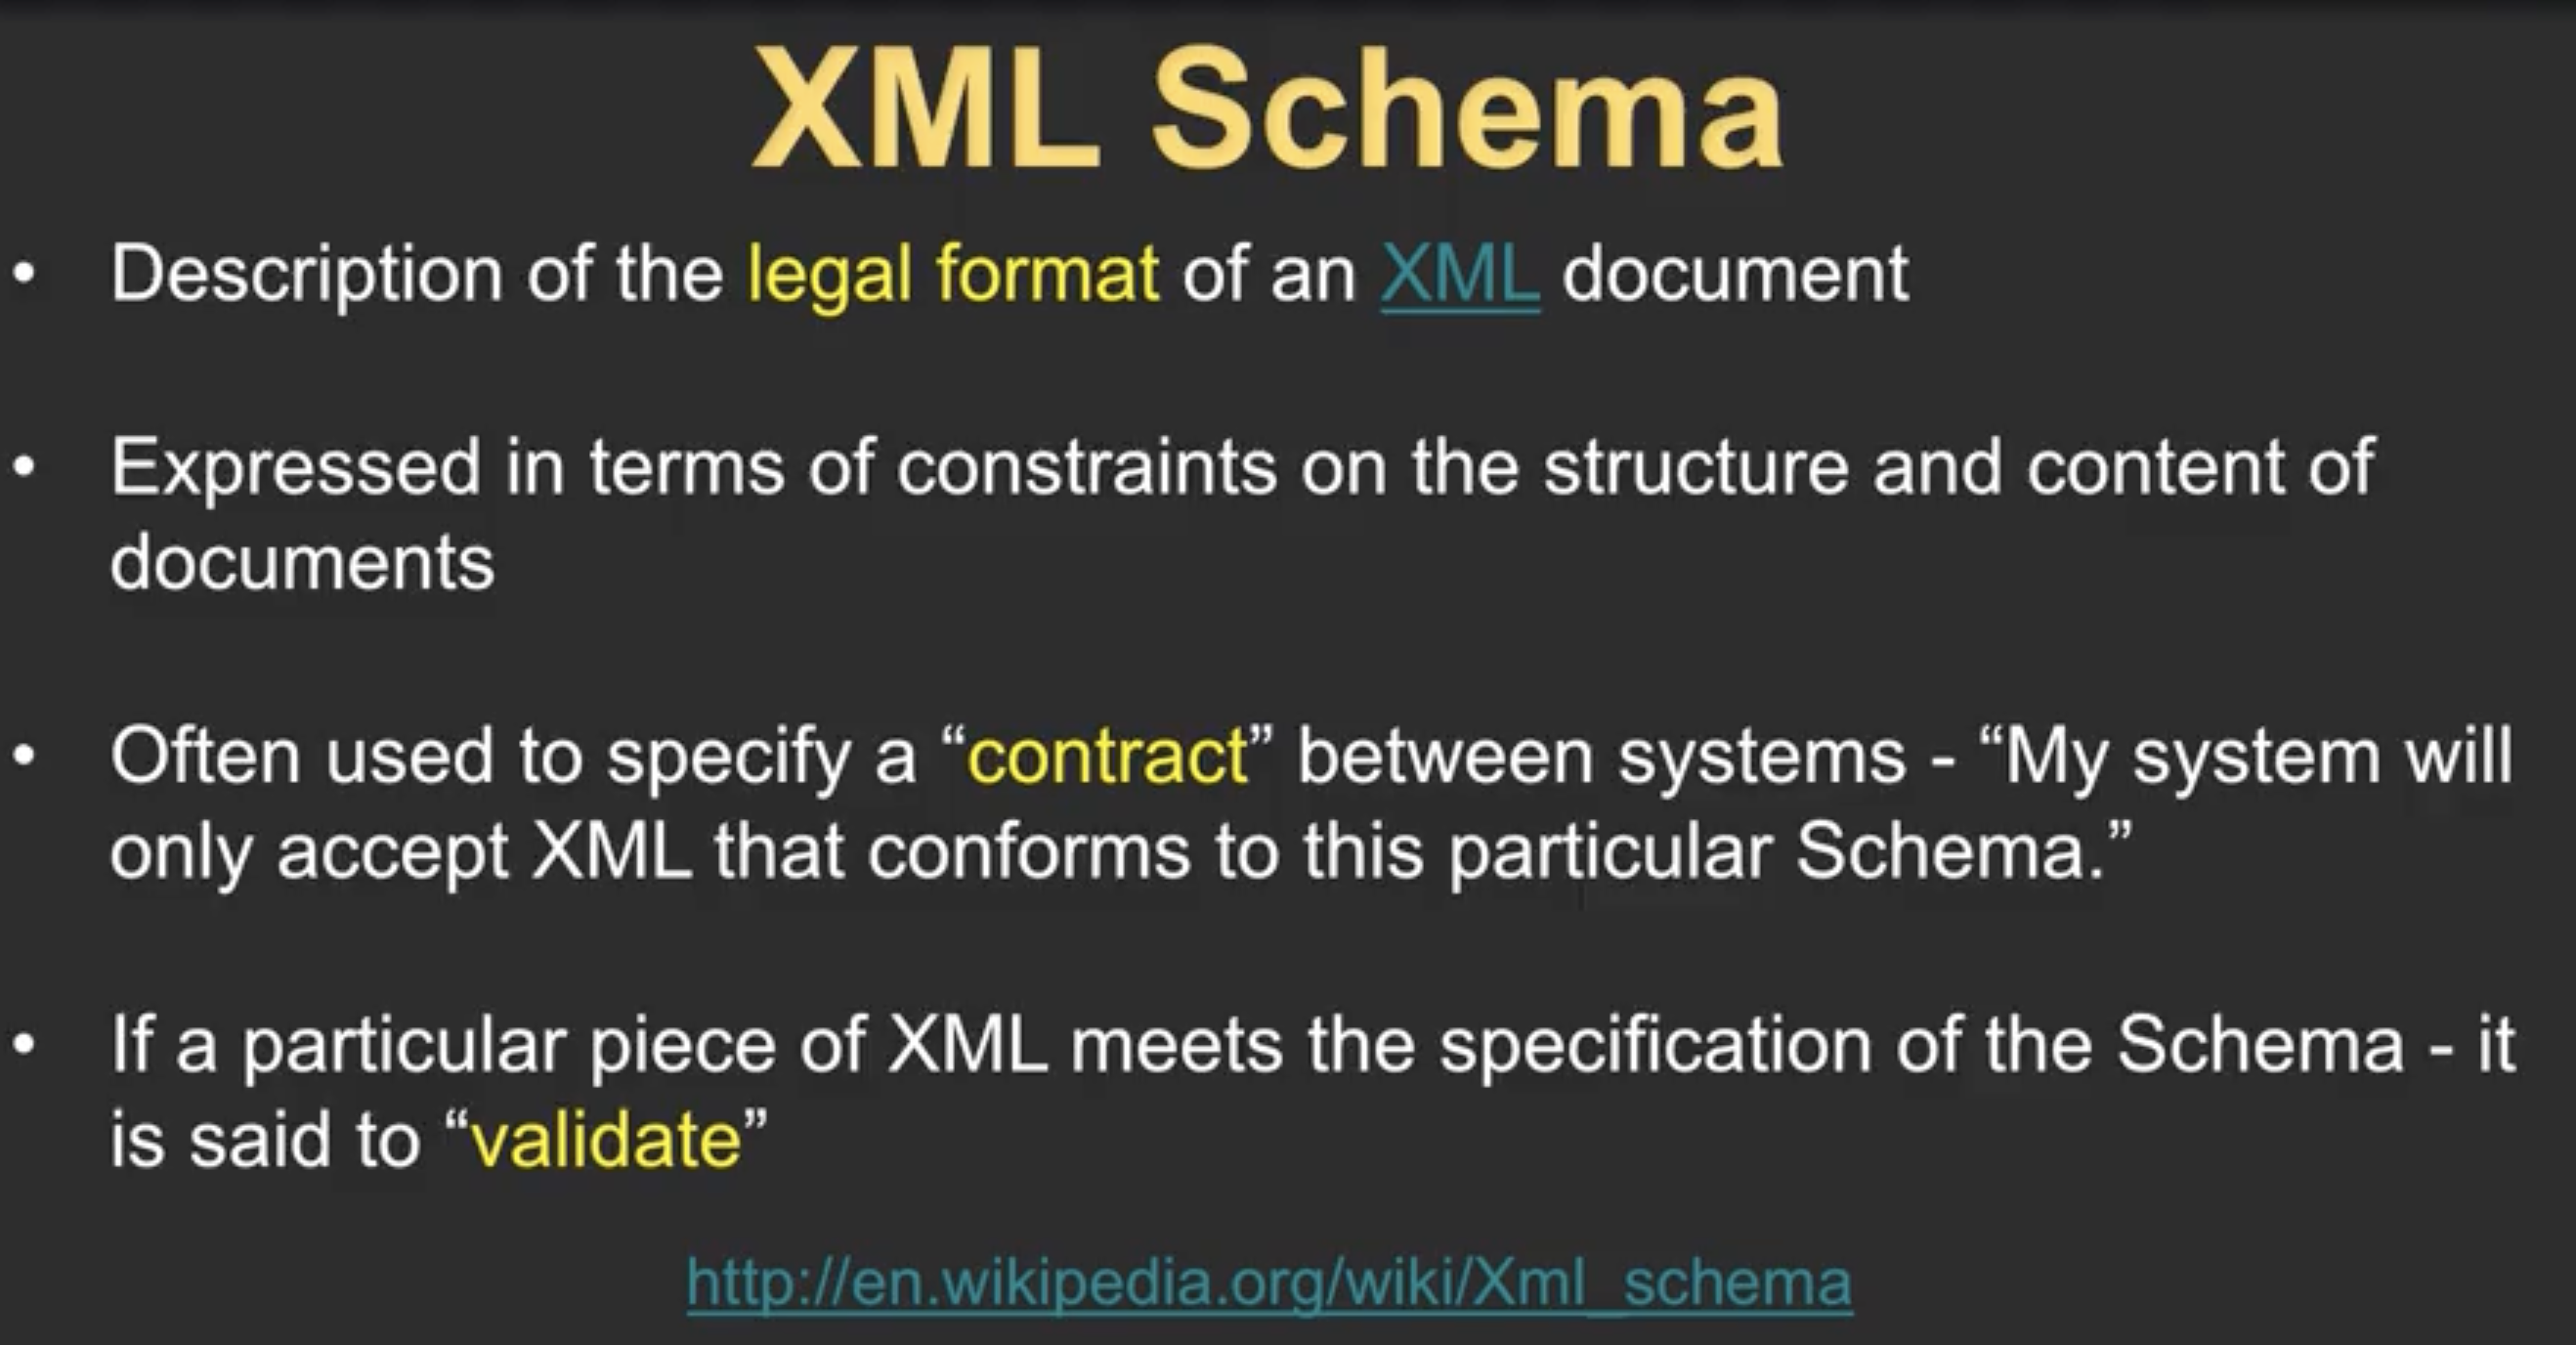 XML Schema
• Description of the legal format of an XML document
• Expressed in terms of constraints on the structure and content of
documents
• Often used to specify a “contract” between systems - “My system will
only accept XML that conforms to this particular Schema.”
• If a particular piece of XML meets the specification of the Schema - it
is said to “validate”
http://en.wikipedia.org/wiki/Xml_schema